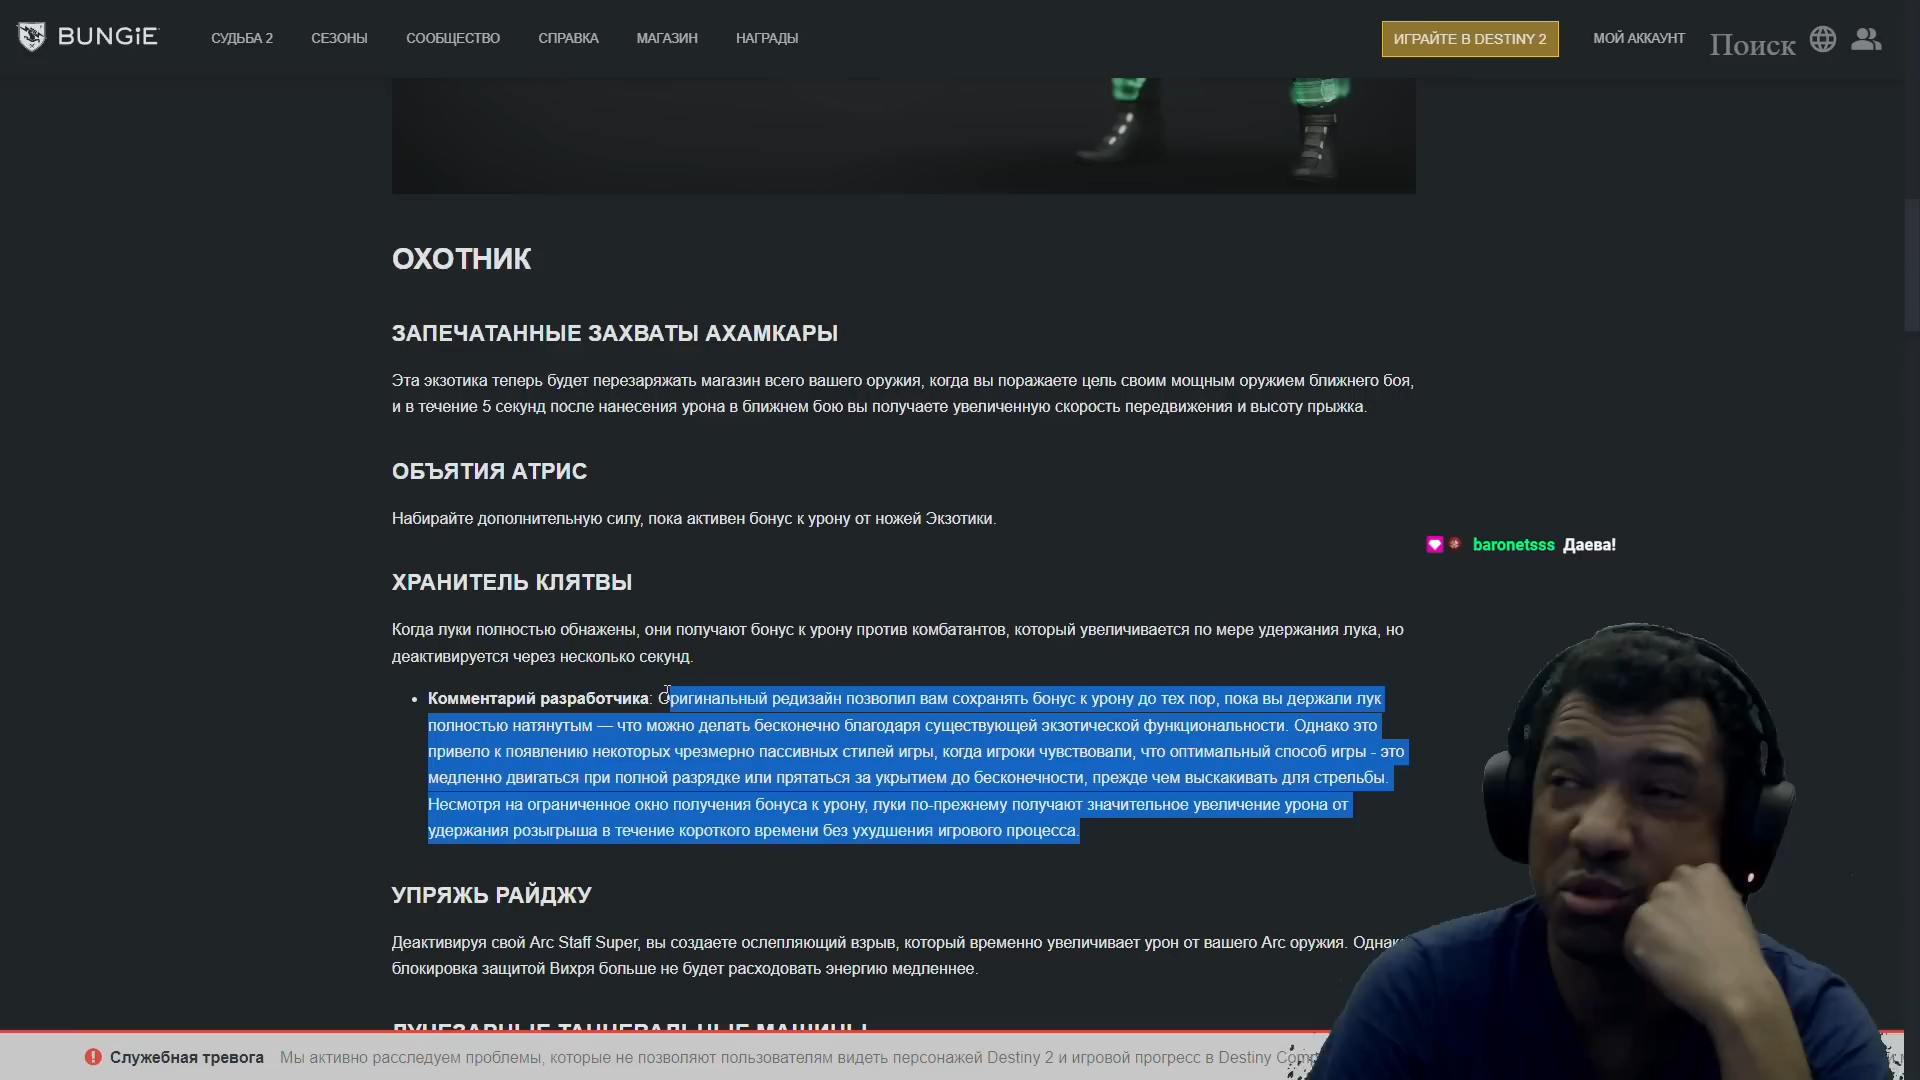 BUNGiE
СУДЬБА 2
СЕЗОНЫ
СООБЩЕСТВО
СПРАВКА
МАГАЗИН
НАГРАДЫ
ИГРАЙТЕ В DESTINY 2
МОЙ АККАУНТ
Поиск
ОХОТНИК
ЗАПЕЧАТАННЫЕ ЗАХВАТЫ АХАМКАРЫ
Эта экзотика теперь будет перезаряжать магазин всего вашего оружия, когда вы поражаете цель своим мощным оружием ближнего боя,
и в течение 5 секунд после нанесения урона в ближнем бою вы получаете увеличенную скорость передвижения и высоту прыжка.
ОБЪЯТИЯ АТРИС
Набирайте дополнительную силу, пока активен бонус к урону от ножей Экзотики.
baronetsss Даева!
ХРАНИТЕЛЬ КЛЯТВЫ
Когда луки полностью обнажены, они получают бонус к урону против комбатантов, который увеличивается по мере удержания лука, но
деактивируется через несколько секунд.
• Комментарий разработчика: Оригинальный редизайн позволил вам сохранять бонус к урону до тех пор, пока вы держали лук
полностью натянутым — что можно делать бесконечно благодаря существующей экзотической функциональности. Однако это
привело к появлению некоторых чрезмерно пассивных стилей игры, когда игроки чувствовали, что оптимальный способ игры - это
медленно двигаться при полной разрядке или прятаться за укрытием до бесконечности, прежде чем выскакивать для стрельбы.
Несмотря на ограниченное окно получения бонуса к урону, луки по-прежнему получают значительное увеличение урона от
удержания розыгрыша в течение короткого времени без ухудшения игрового процесса.
УПРЯЖЬ РАЙДЖУ
Деактивируя свой Arc Staff Super, вы создаете ослепляющий взрыв, который временно увеличивает урон от вашего Arc оружия. Однако
блокировка защитой Вихря больше не будет расходовать энергию медленнее.
ЛУЧЕЗАРНЫЕ ТАНЦЕВАЛЬНЫЕ МАШИНЫ
Служебная тревога Мы активно расследуем проблемы, которые не позволяют пользователям видеть персонажей Destiny 2 и игровой прогресс в Destiny